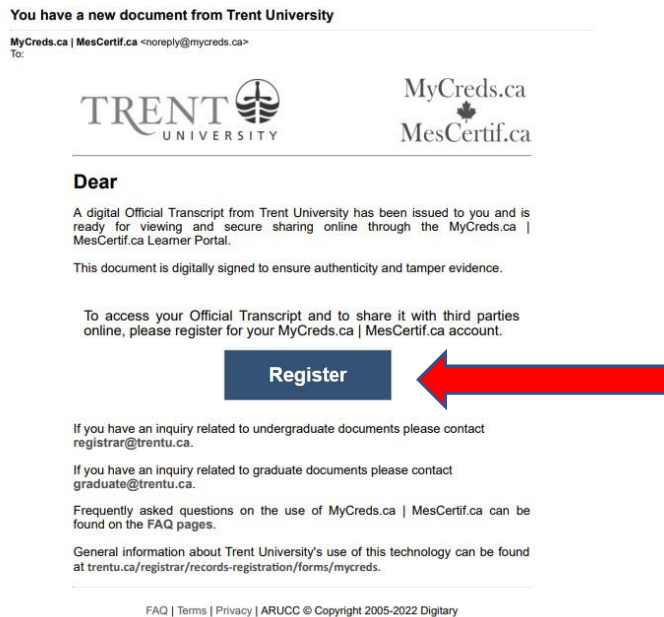 You have a new document from Trent University
MyCreds.ca | MesCertif.ca <noreply@mycreds.ca>
To:
TRENT
UNIVERSITY
MyCreds.ca
MesCertif.ca
Dear
A digital Official Transcript from Trent University has been issued to you and is
ready for viewing and secure sharing online through the MyCreds.ca |
MesCertif.ca Learner Portal.
This document is digitally signed to ensure authenticity and tamper evidence.
To access your Official Transcript and to share it with third parties
online, please register for your MyCreds.ca | MesCertif.ca account.
Register
If you have an inquiry related to undergraduate documents please contact
registrar@trentu.ca.
If you have an inquiry related to graduate documents please contact
graduate@trentu.ca.
Frequently asked questions on the use of MyCreds.ca | MesCertif.ca can be
found on the FAQ pages.
General information about Trent University's use of this technology can be found
at trentu.ca/registrar/records-registration/forms/mycreds.
FAQ | Terms | Privacy | ARUCC © Copyright 2005-2022 Digitary